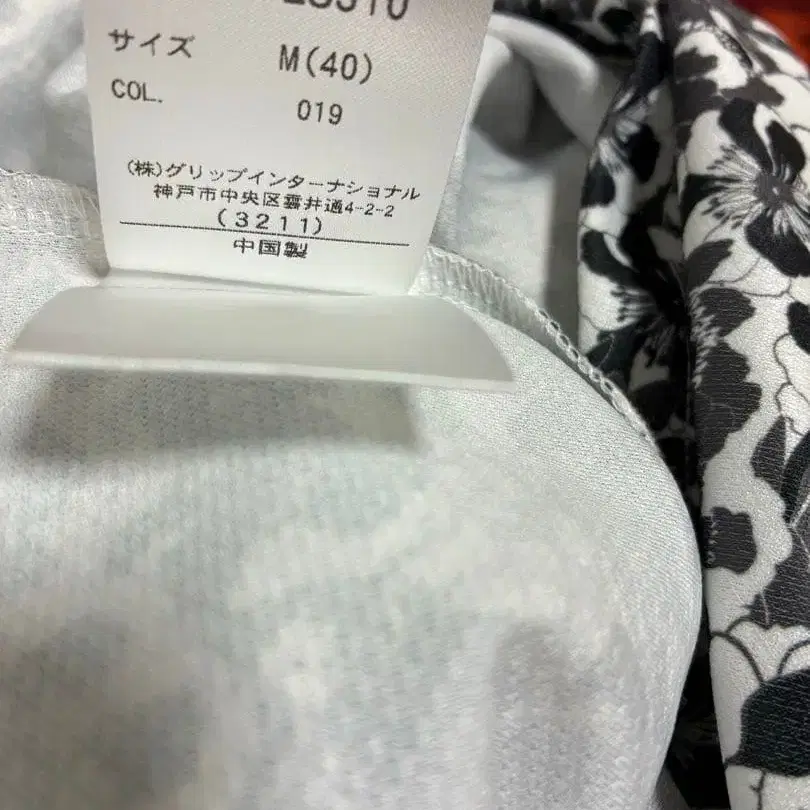 サイズ M(40)
COL. 019
(株)グリップインターナショナル
神戸市中央区雲井通4-2-2
(3211)
中国製